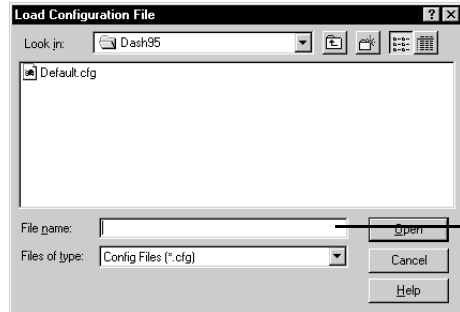 Load Configuration File
Look in: Dash95
Default.cfg
File name: Open
Files of type: Config Files (*.cfg) Cancel
Help